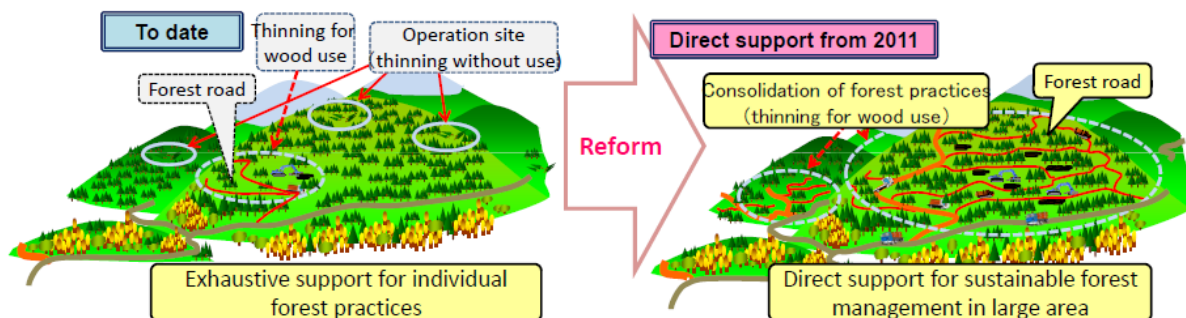 To date
Thinning for
wood use
Operation site
(thinning without use)
Forest road
Exhaustive support for individual
forest practices
Reform
Direct support from 2011
Consolidation of forest practices
(thinning for wood use)
Forest road
Direct support for sustainable forest
management in large area